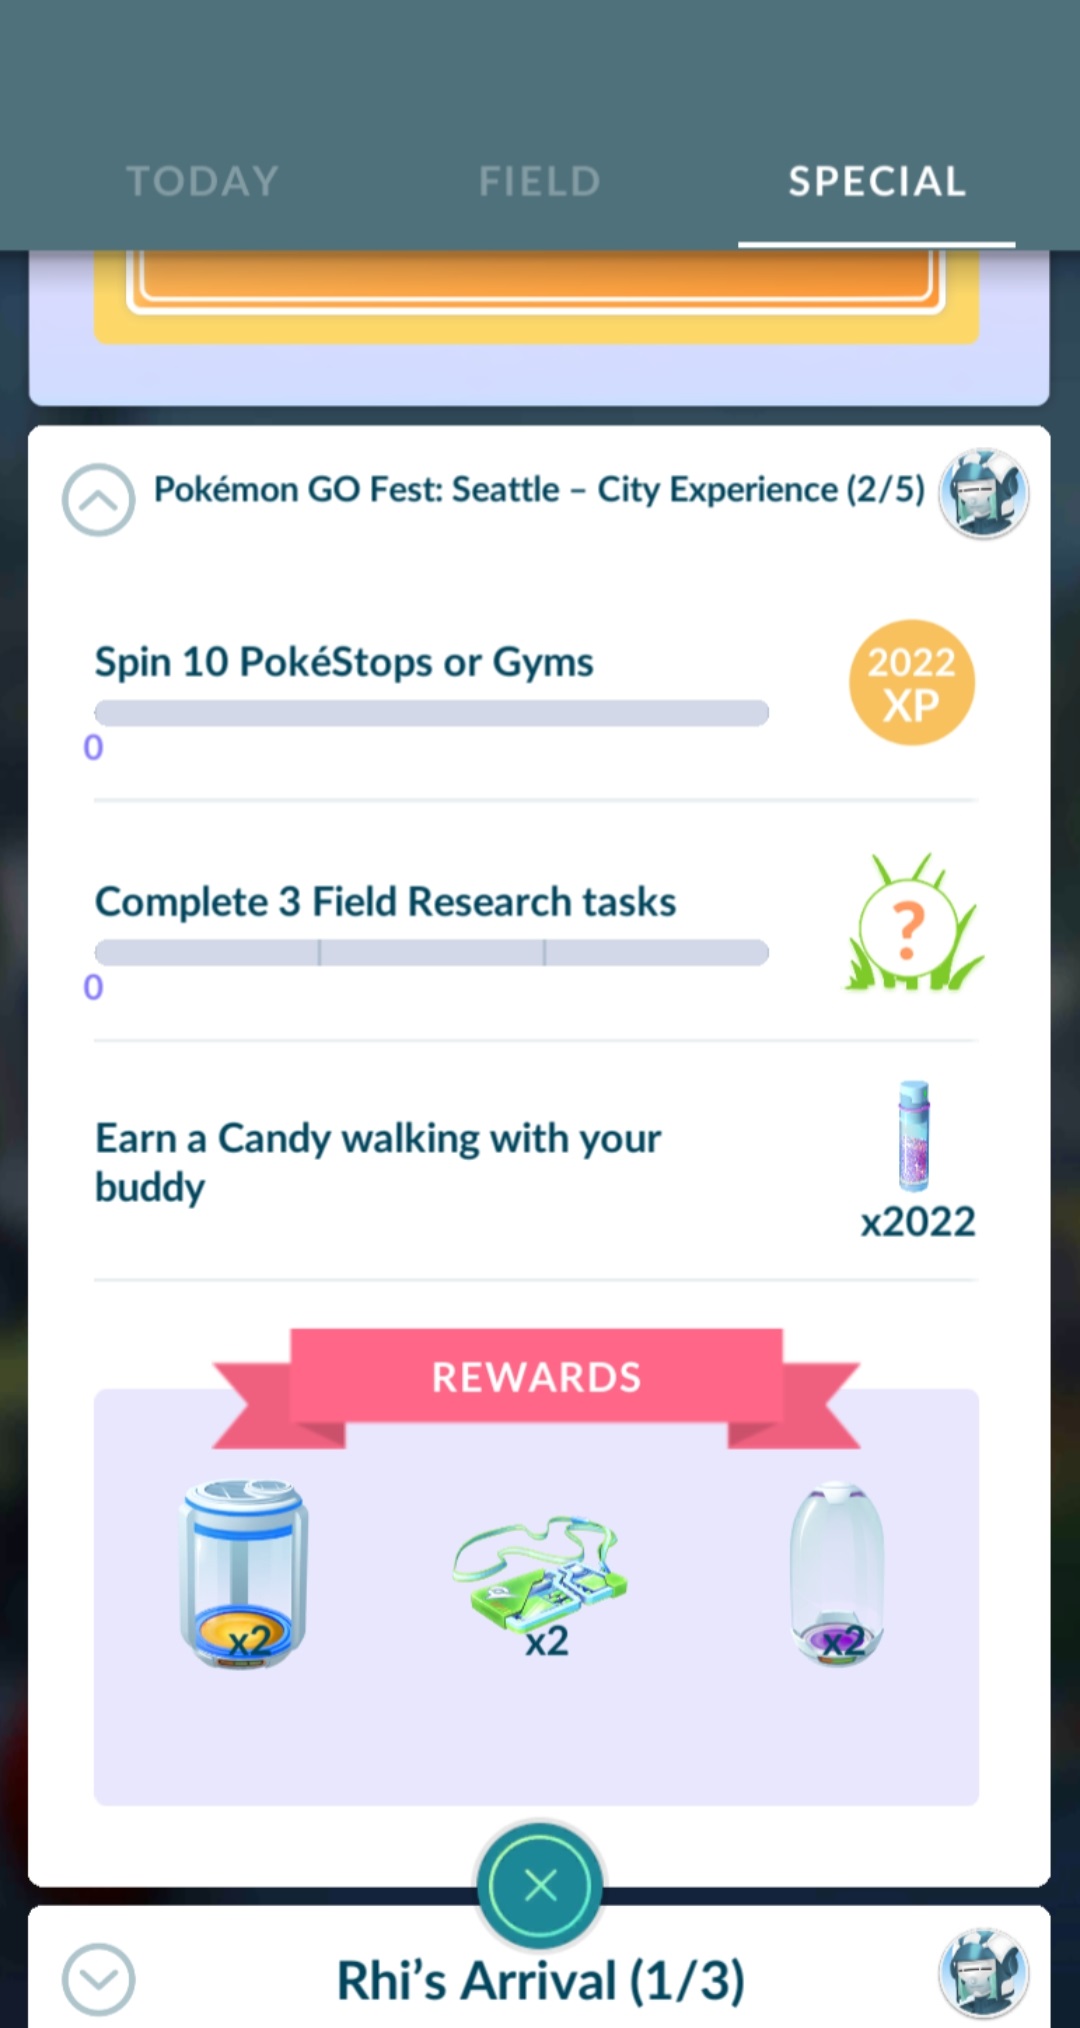 TODAY FIELD SPECIAL
Pokémon GO Fest: Seattle – City Experience (2/5)
Spin 10 PokéStops or Gyms
2022
XP
0
Complete 3 Field Research tasks
?
0
Earn a Candy walking with your
buddy
x2022
REWARDS
x2 x2 x2
Rhi’s Arrival (1/3)